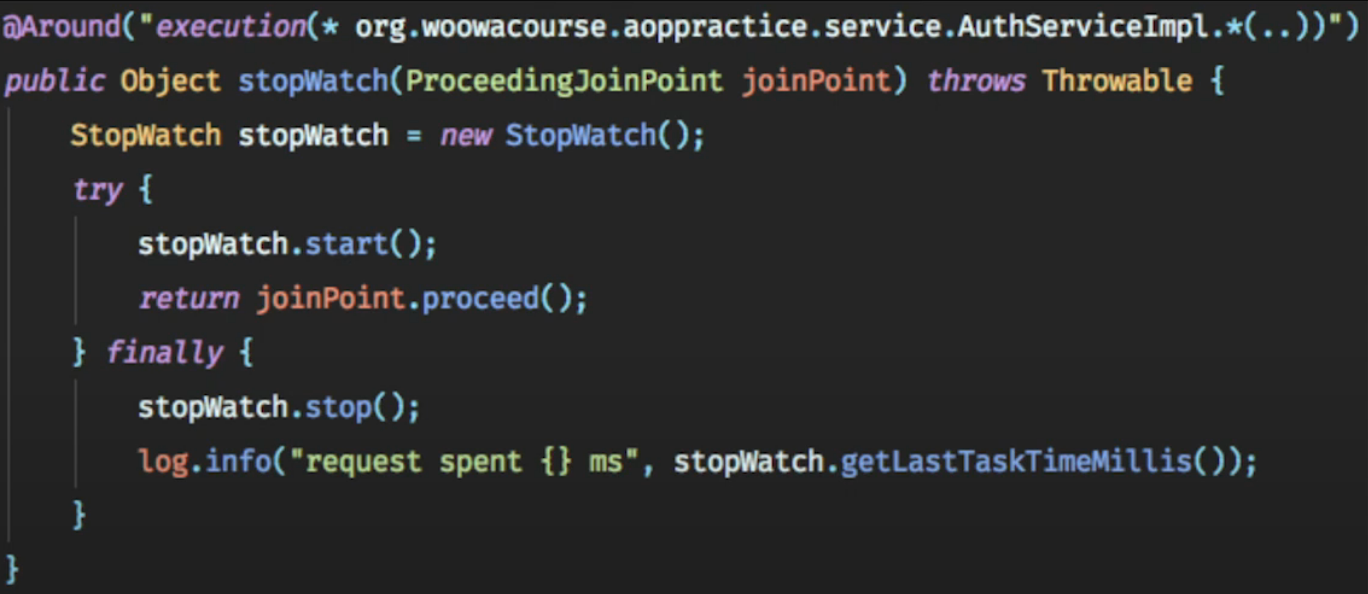 @Around("execution(* org.woowacourse.aoppractice.service.AuthServiceImpl.*(..))")
public Object stopWatch(ProceedingJoinPoint joinPoint) throws Throwable {
    StopWatch stopWatch = new StopWatch();
    try {
        stopWatch.start();
        return joinPoint.proceed();
    } finally {
        stopWatch.stop();
        log.info("request spent {} ms", stopWatch.getLastTaskTimeMillis());
    }
}